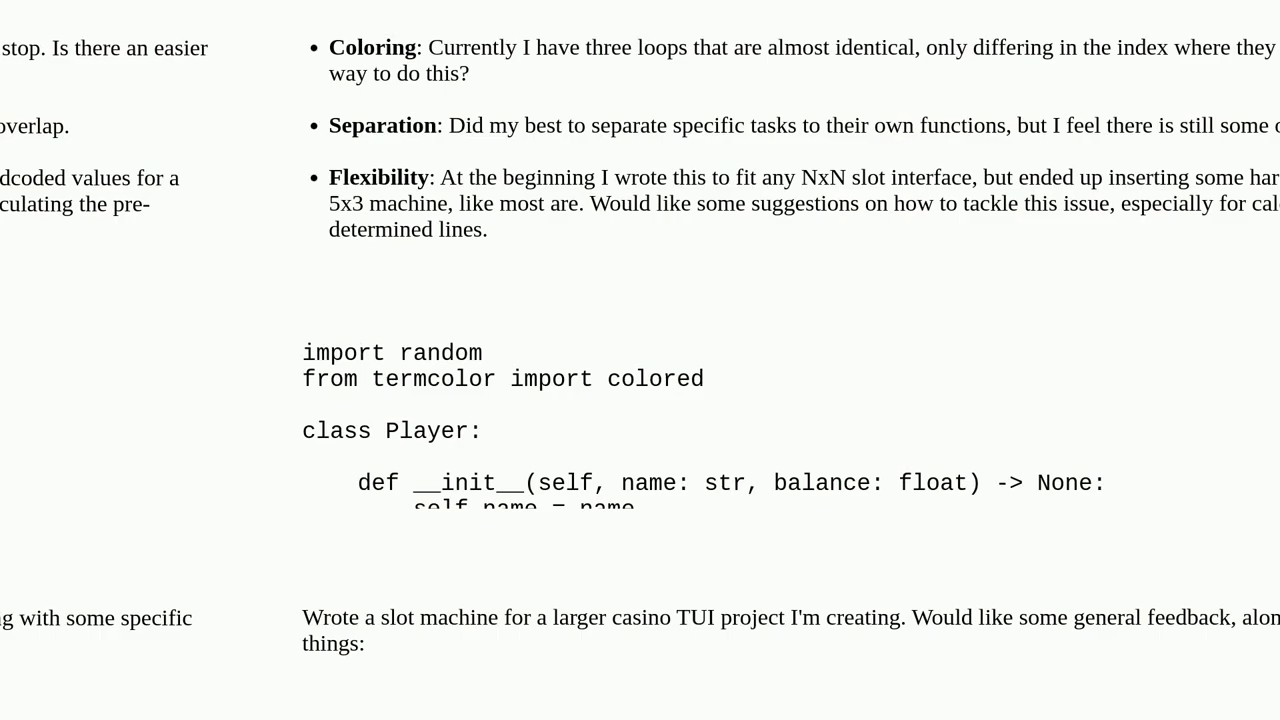 stop. Is there an easier
overlap.
dcoded values for a
culating the pre-
g with some specific
• Coloring: Currently I have three loops that are almost identical, only differing in the index where they
way to do this?
• Separation: Did my best to separate specific tasks to their own functions, but I feel there is still some
• Flexibility: At the beginning I wrote this to fit any NxN slot interface, but ended up inserting some har
5x3 machine, like most are. Would like some suggestions on how to tackle this issue, especially for cal
determined lines.
import random
from termcolor import colored
class Player:
def __init__(self, name: str, balance: float) -> None:
self.name = name
Wrote a slot machine for a larger casino TUI project I'm creating. Would like some general feedback, alon
things: